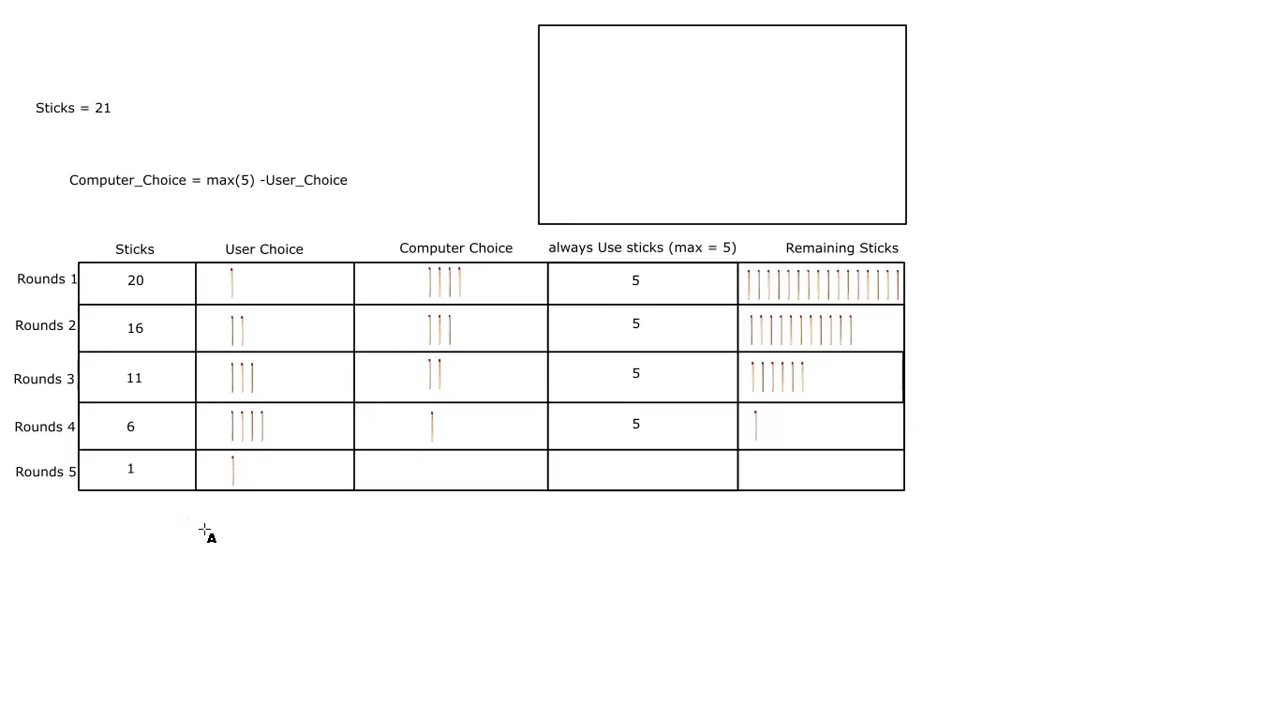 Sticks = 21
Computer_Choice = max(5) -User_Choice
Sticks User Choice Computer Choice always Use sticks (max = 5) Remaining Sticks
Rounds 1 20 5
Rounds 2 16 5
Rounds 3 11 5
Rounds 4 6 5
Rounds 5 1
A